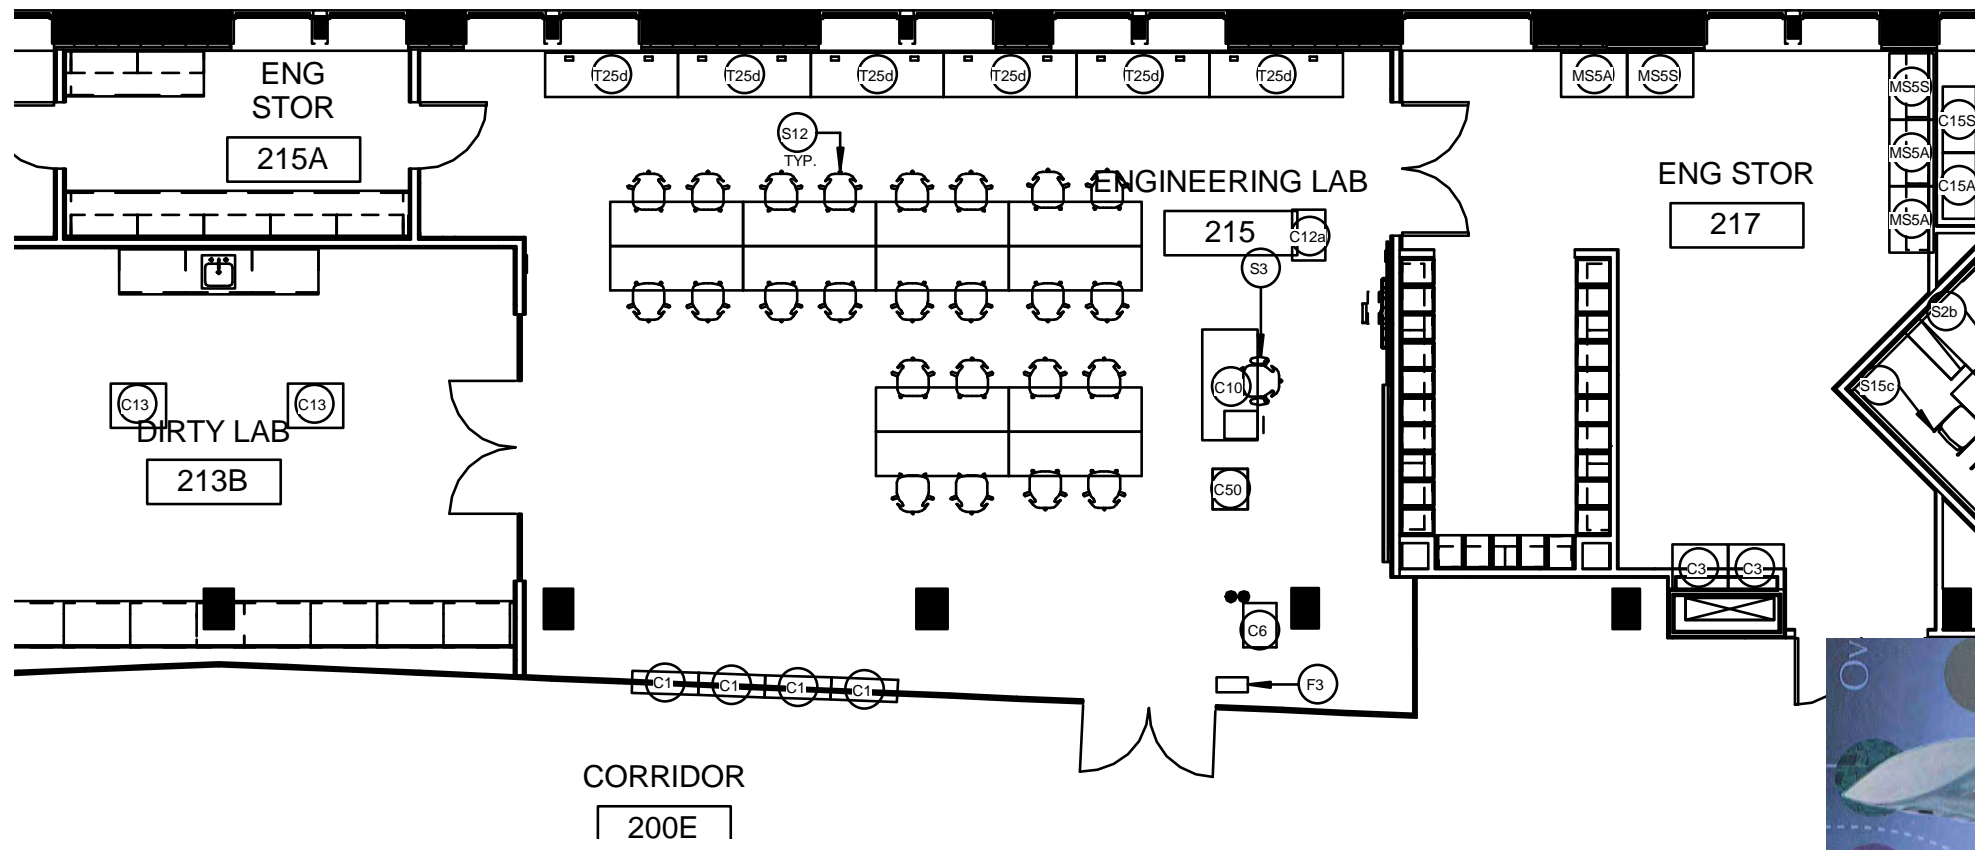 ENG
STOR
215A
T25d
T25d
T25d
T25d
T25d
T25d
S12
TYP.
ENGINEERING LAB
215
C12a
S3
C10
C50
C6
F3
MS5A
MS5S
MS5S
MS5A
MS5A
C15S
C15A
ENG STOR
217
S2b
S15c
C3
C3
C13
C13
DIRTY LAB
213B
C1
C1
C1
C1
CORRIDOR
200E
Ov